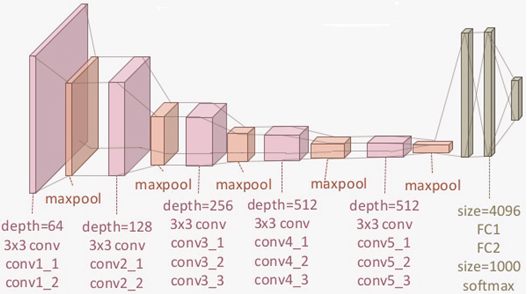 maxpool
maxpool
maxpool
maxpool
maxpool
depth=64
3x3 conv
conv1_1
conv1_2
depth=128
3x3 conv
conv2_1
conv2_2
depth=256
3x3 conv
conv3_1
conv3_2
conv3_3
depth=512
3x3 conv
conv4_1
conv4_2
conv4_3
depth=512
3x3 conv
conv5_1
conv5_2
conv5_3
size=4096
FC1
FC2
size=1000
softmax